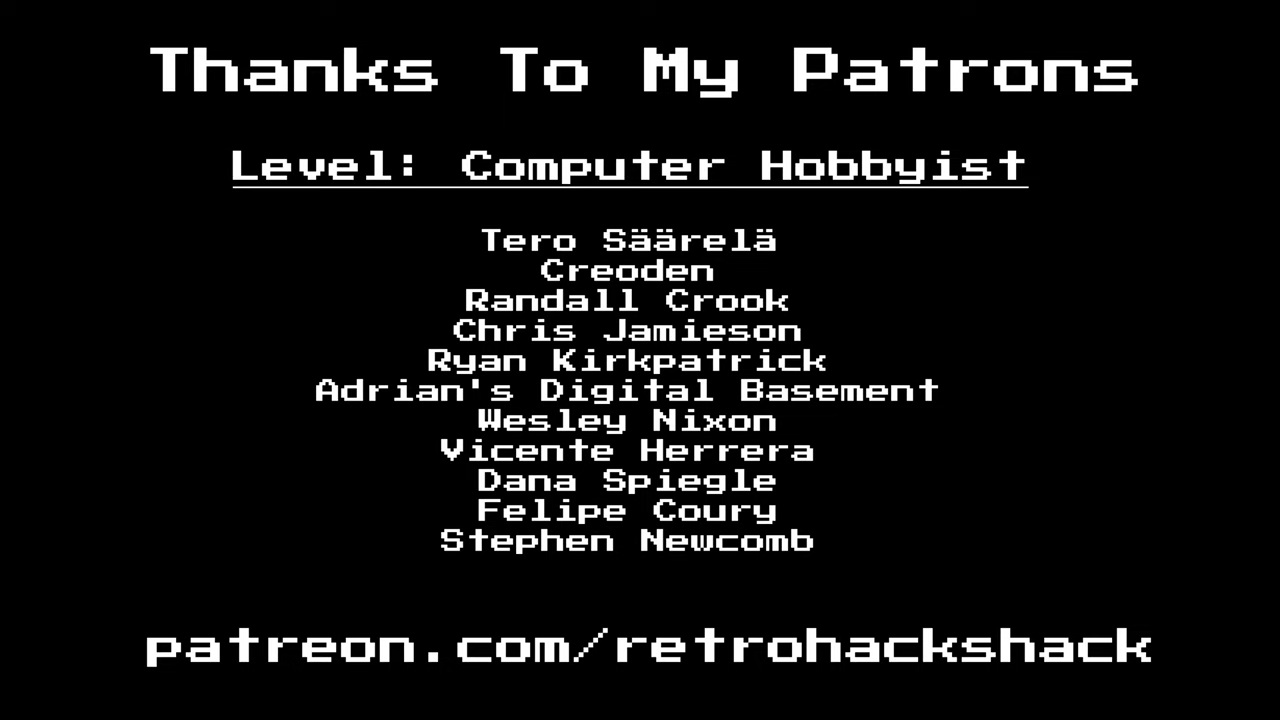 Thanks To My Patrons
Level: Computer Hobbyist
Tero Säärelä
Creoden
Randall Crook
Chris Jamieson
Ryan Kirkpatrick
Adrian's Digital Basement
Wesley Nixon
Vicente Herrera
Dana Spiegle
Felipe Coury
Stephen Newcomb
patreon.com/retrohackshack